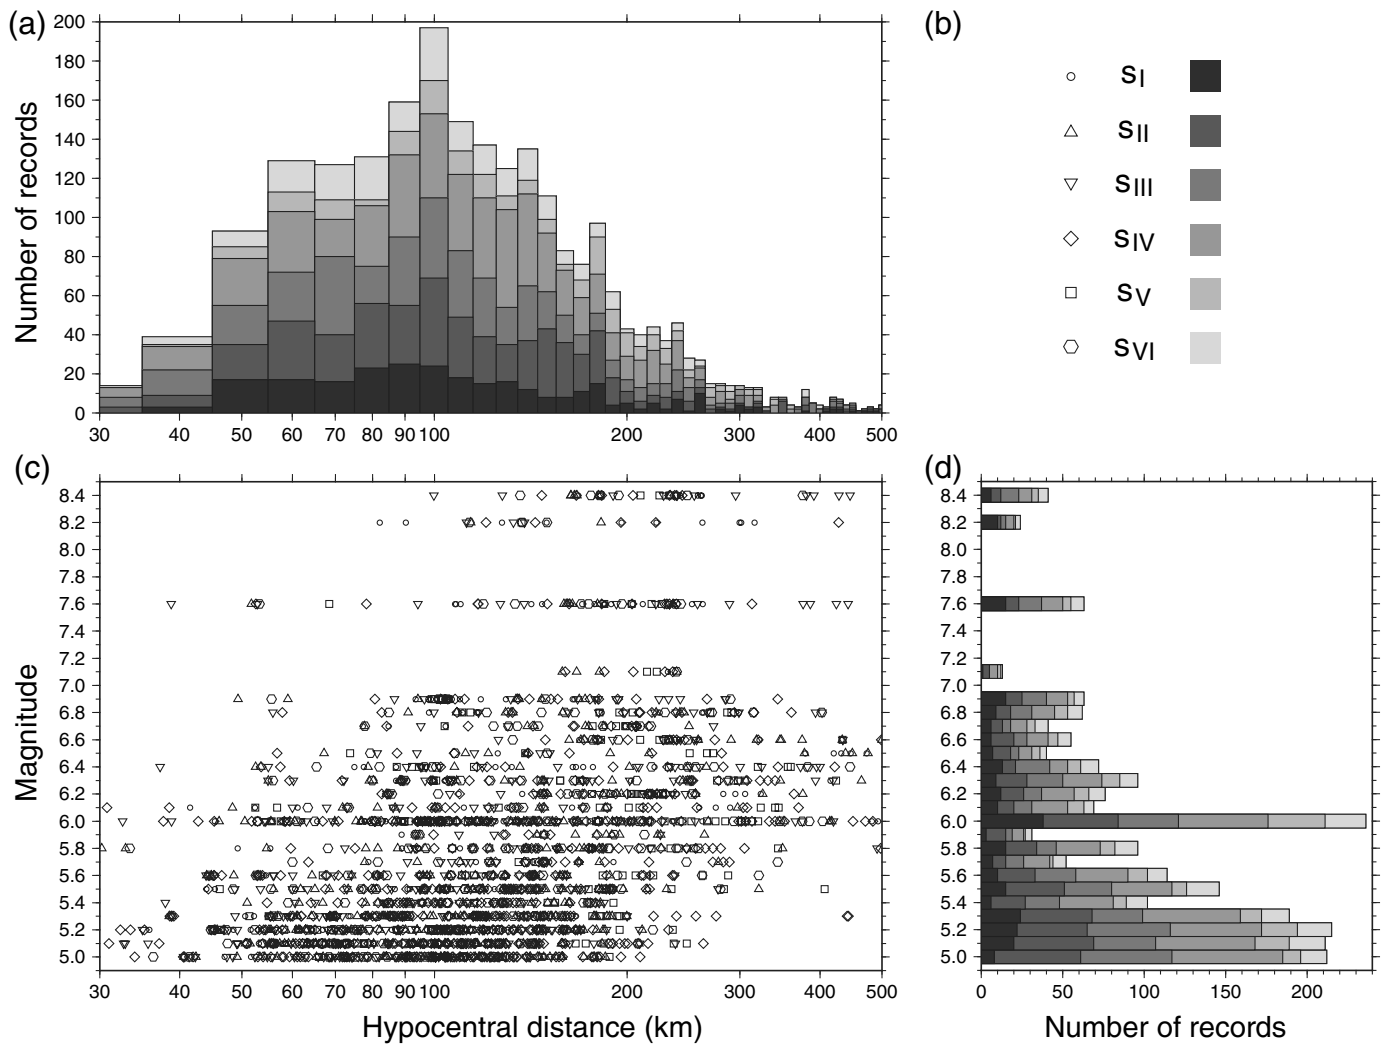 (a)
Number of records
200
180
160
140
120
100
80
60
40
20
0
30 40 50 60 70 80 90 100 200 300 400 500
(b)
SI
SII
SIII
SIV
SV
SVI
(c)
Magnitude
8.4
8.2
8.0
7.8
7.6
7.4
7.2
7.0
6.8
6.6
6.4
6.2
6.0
5.8
5.6
5.4
5.2
5.0
30 40 50 60 70 80 90 100 200 300 400 500
Hypocentral distance (km)
(d)
8.4
8.2
8.0
7.8
7.6
7.4
7.2
7.0
6.8
6.6
6.4
6.2
6.0
5.8
5.6
5.4
5.2
5.0
0 50 100 150 200
Number of records